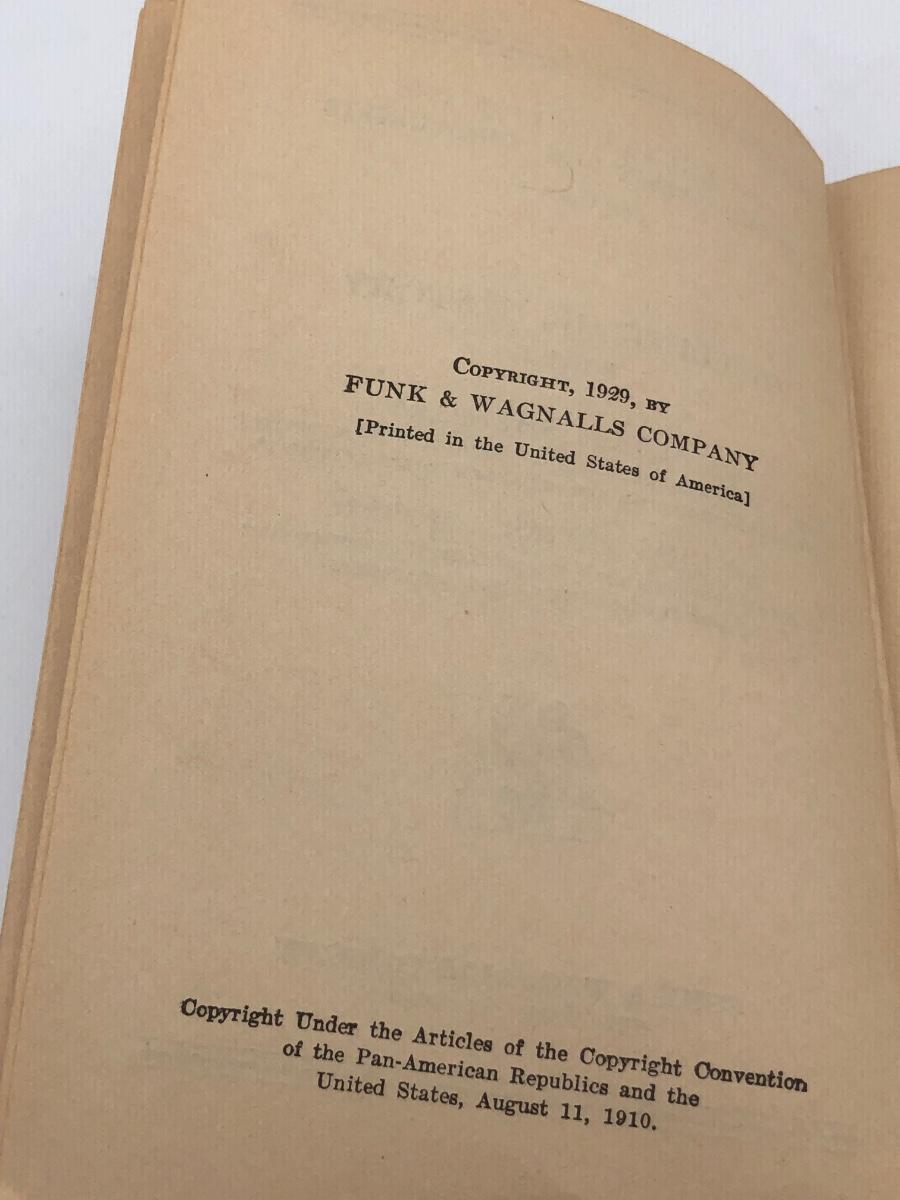 Copyright, 1929, by
FUNK & WAGNALLS COMPANY
[Printed in the United States of America]
Copyright Under the Articles of the Copyright Convention
of the Pan-American Republics and the
United States, August 11, 1910.